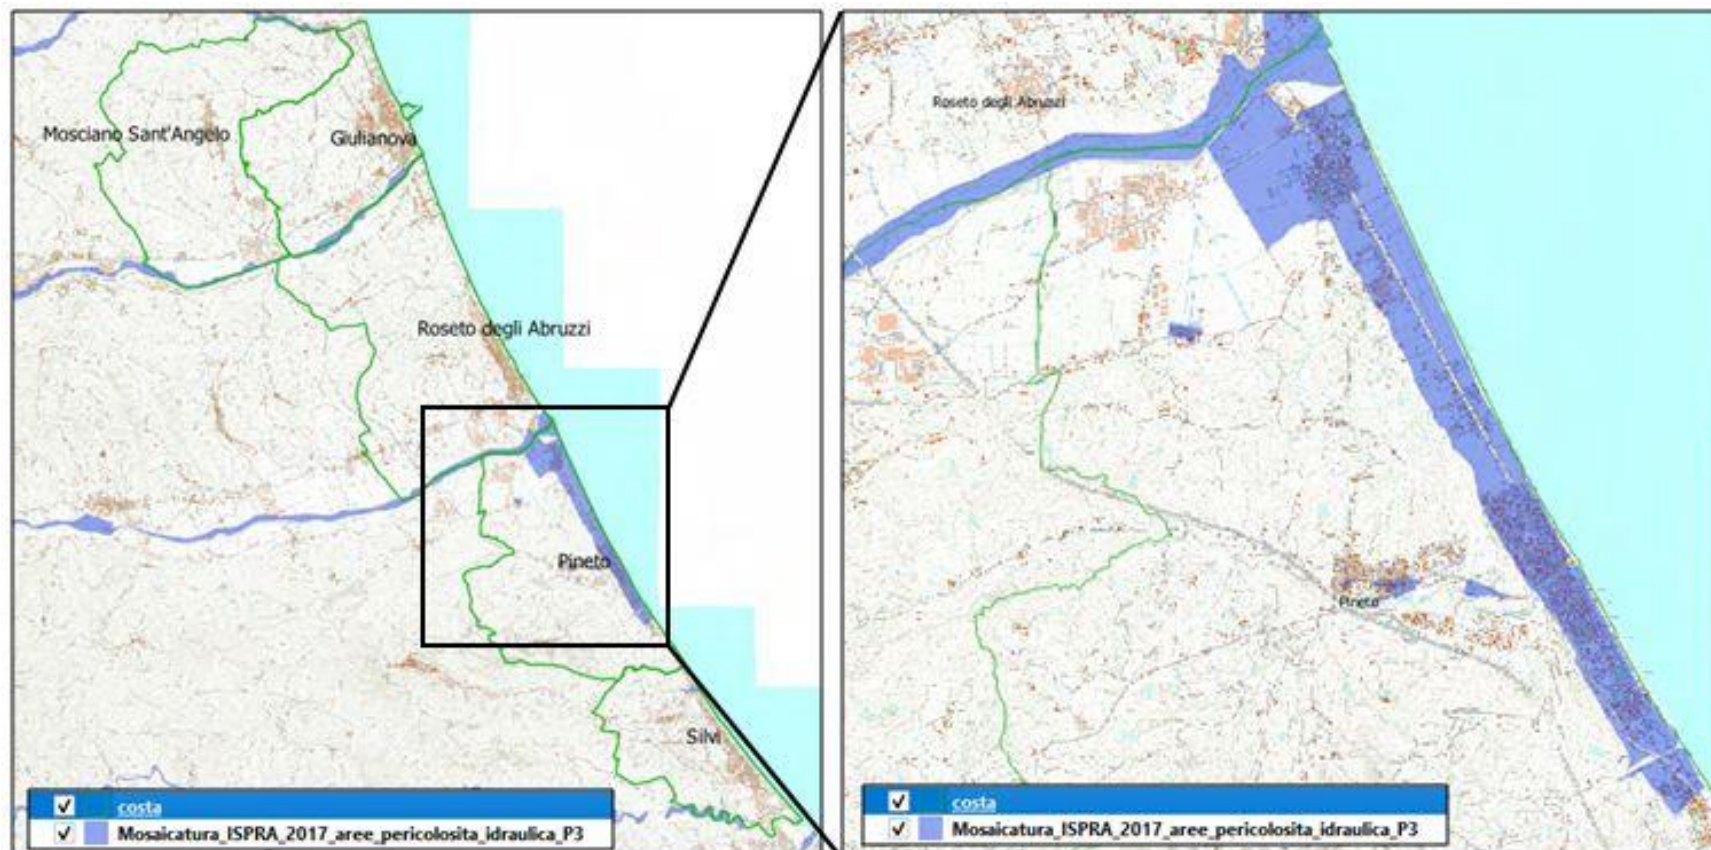 Mosciano Sant'Angelo
Giulianova
Roseto degli Abruzzi
Pineto
Silvi
costa
Mosaicatura_ISPRA_2017_aree_pericolosita_idraulica_P3
Roseto degli Abruzzi
Pineto
costa
Mosaicatura_ISPRA_2017_aree_pericolosita_idraulica_P3